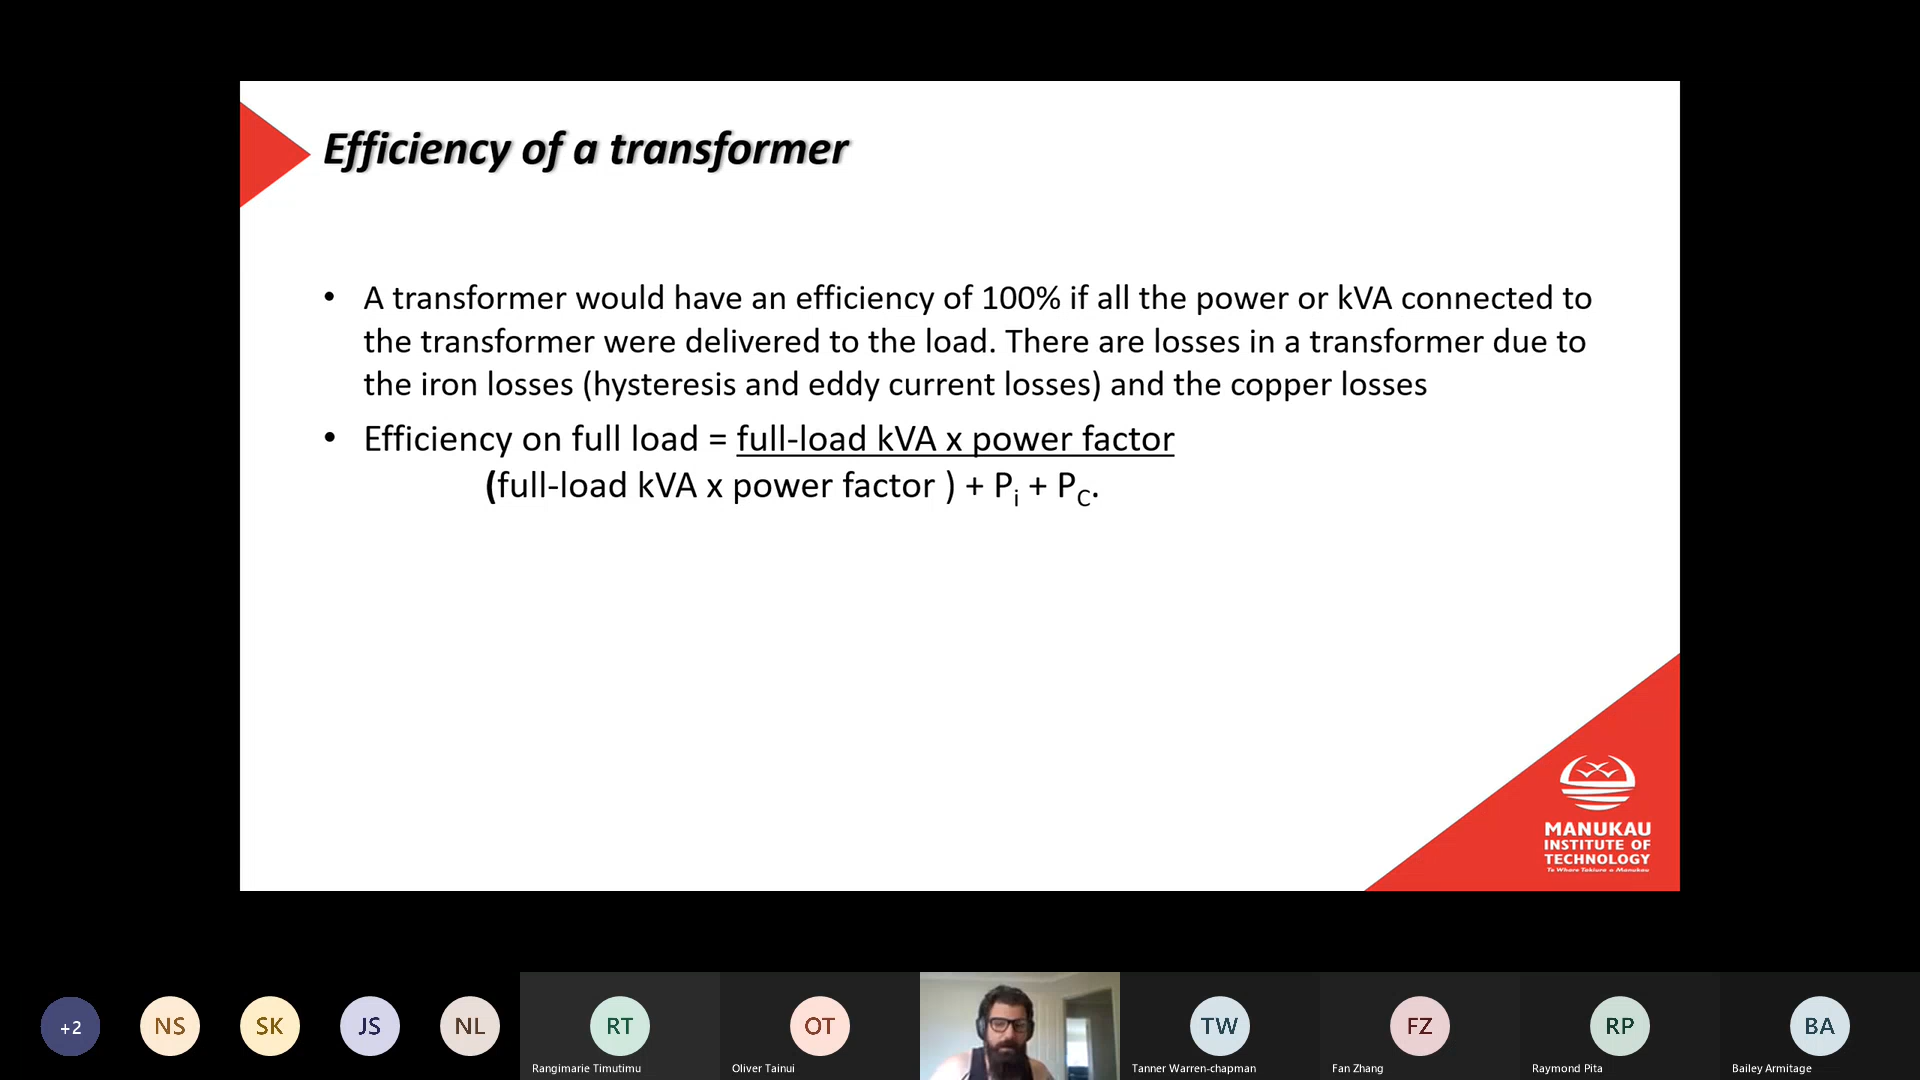 Efficiency of a transformer
• A transformer would have an efficiency of 100% if all the power or kVA connected to
the transformer were delivered to the load. There are losses in a transformer due to
the iron losses (hysteresis and eddy current losses) and the copper losses
• Efficiency on full load = full-load kVA x power factor
(full-load kVA x power factor ) + Pi + PC.
MANUKAU
INSTITUTE OF
TECHNOLOGY
Te Whare Takiura o Manukau
+2
NS
SK
JS
NL
RT
OT
TW
FZ
RP
BA
Rangimarie Timutimu
Oliver Tainui
Tanner Warren-chapman
Fan Zhang
Raymond Pita
Bailey Armitage